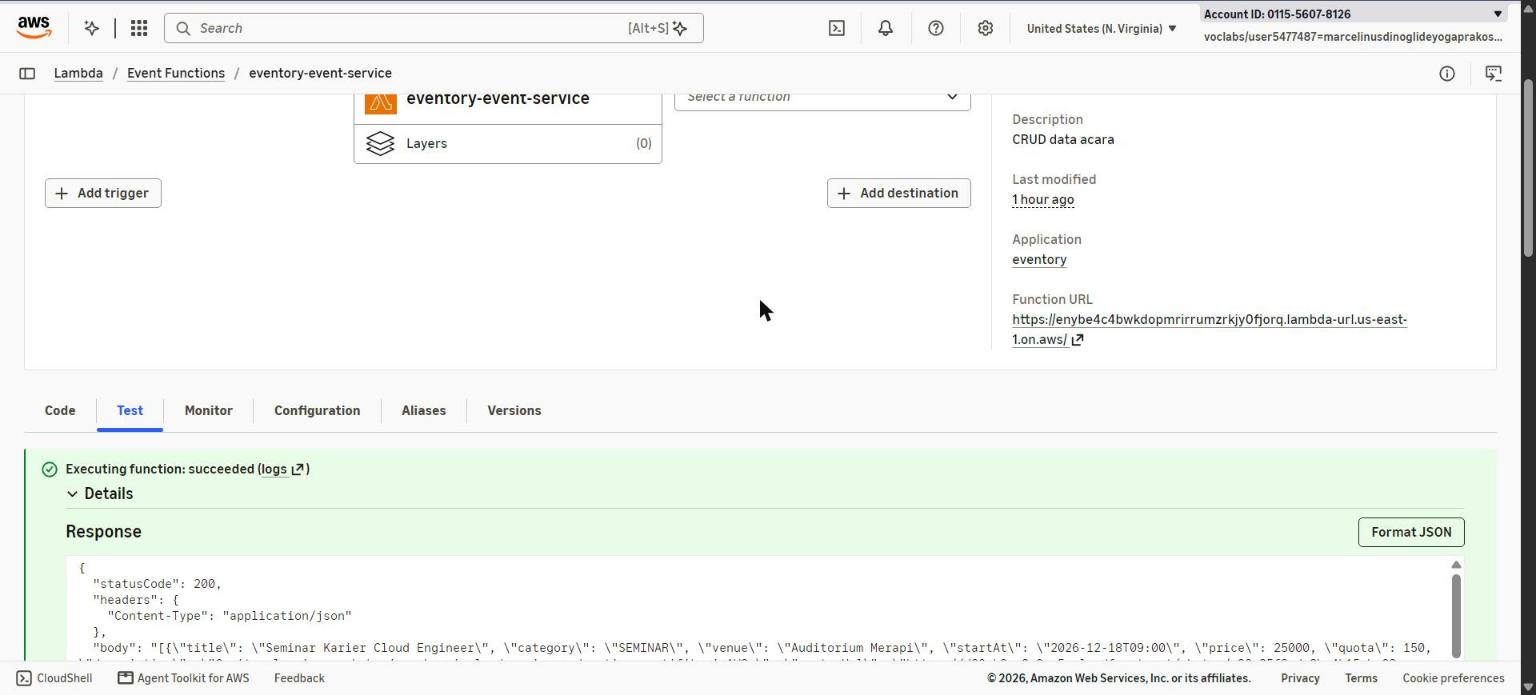 aws
Search
[Alt+S]
United States (N. Virginia)
Account ID: 0115-5607-8126
voclabs/user5477487=marcelinusdinoglideyogaprakos...
Lambda / Event Functions / eventory-event-service
eventory-event-service
Select a function
Layers
(0)
Add trigger
Add destination
Description
CRUD data acara
Last modified
1 hour ago
Application
eventory
Function URL
https://enybe4c4bwkdopmrirrumzrkjy0fjorq.lambda-url.us-east-
1.on.aws/
Code
Test
Monitor
Configuration
Aliases
Versions
Executing function: succeeded (logs)
Details
Response
Format JSON
{
"statusCode": 200,
"headers": {
"Content-Type": "application/json"
},
"body": "[{\"title\": \"Seminar Karier Cloud Engineer\", \"category\": \"SEMINAR\", \"venue\": \"Auditorium Merapi\", \"startAt\": \"2026-12-18T09:00\", \"price\": 25000, \"quota\": 150,
CloudShell
Agent Toolkit for AWS
Feedback
© 2026, Amazon Web Services, Inc. or its affiliates.
Privacy
Terms
Cookie preferences